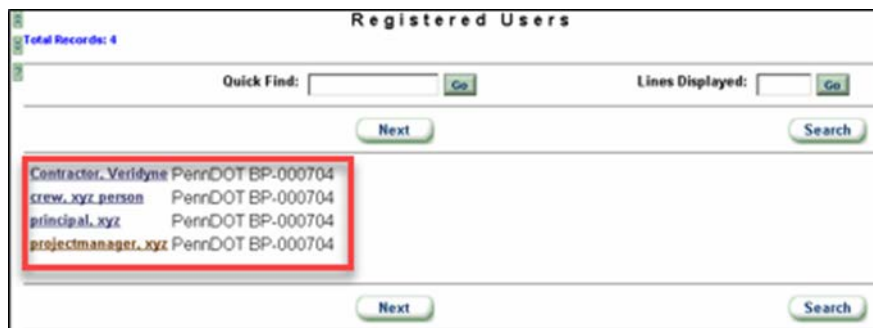 Registered Users
Total Records: 4
Quick Find: Go Lines Displayed: Go
Next Search
Contractor, Veridyne PennDOT BP-000704
crew, xyz person PennDOT BP-000704
principal, xyz PennDOT BP-000704
projectmanager, xyz PennDOT BP-000704
Next Search